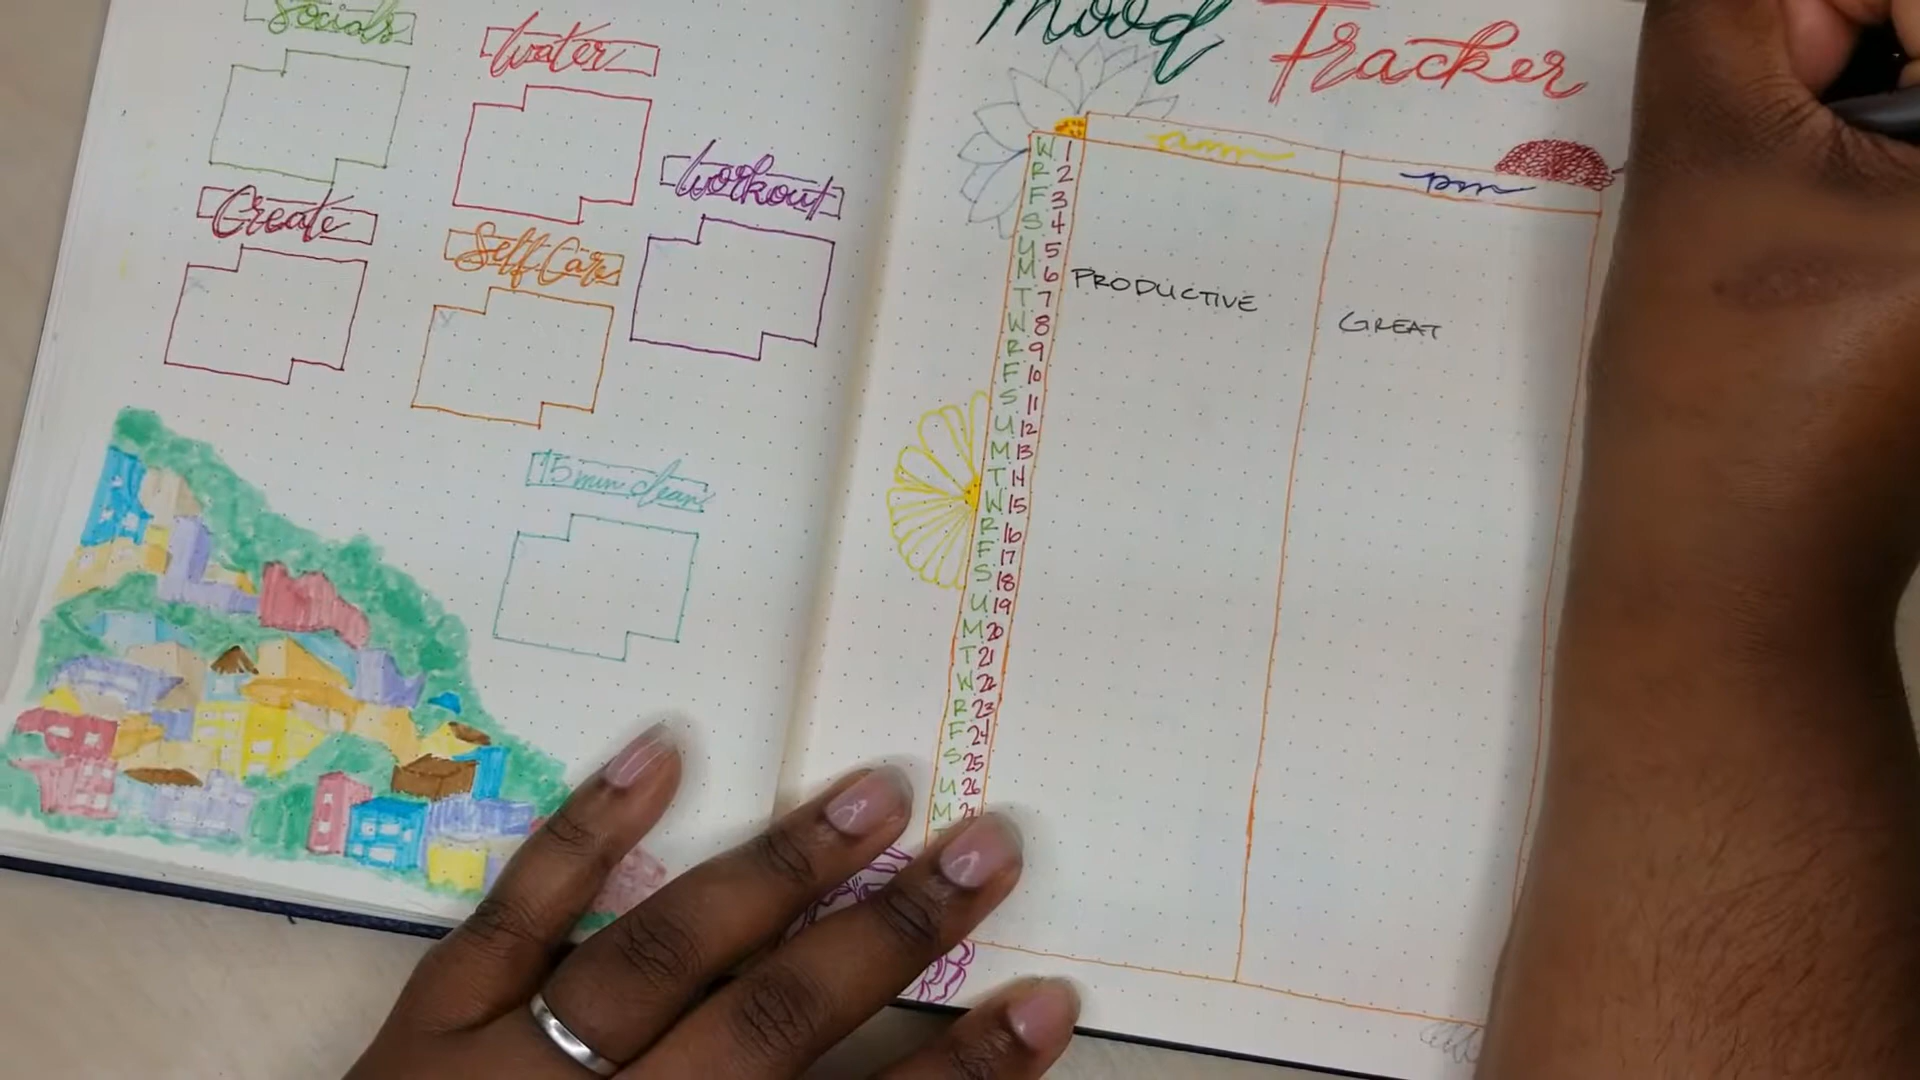 Socials
Water
Workout
Create
Self Care
15 min clean
Mood Tracker
am
pm
W 1
R 2
F 3
S 4
U 5
M 6
T 7 PRODUCTIVE GREAT
W 8
R 9
F 10
S 11
U 12
M 13
T 14
W 15
R 16
F 17
S 18
U 19
M 20
T 21
W 22
R 23
F 24
S 25
U 26
M